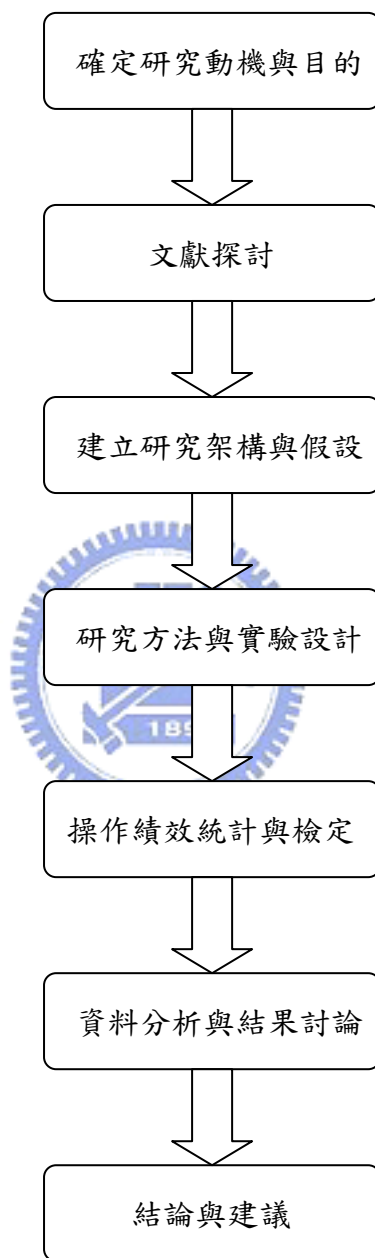 確定研究動機與目的
文獻探討
建立研究架構與假設
研究方法與實驗設計
189
操作績效統計與檢定
資料分析與結果討論
結論與建議